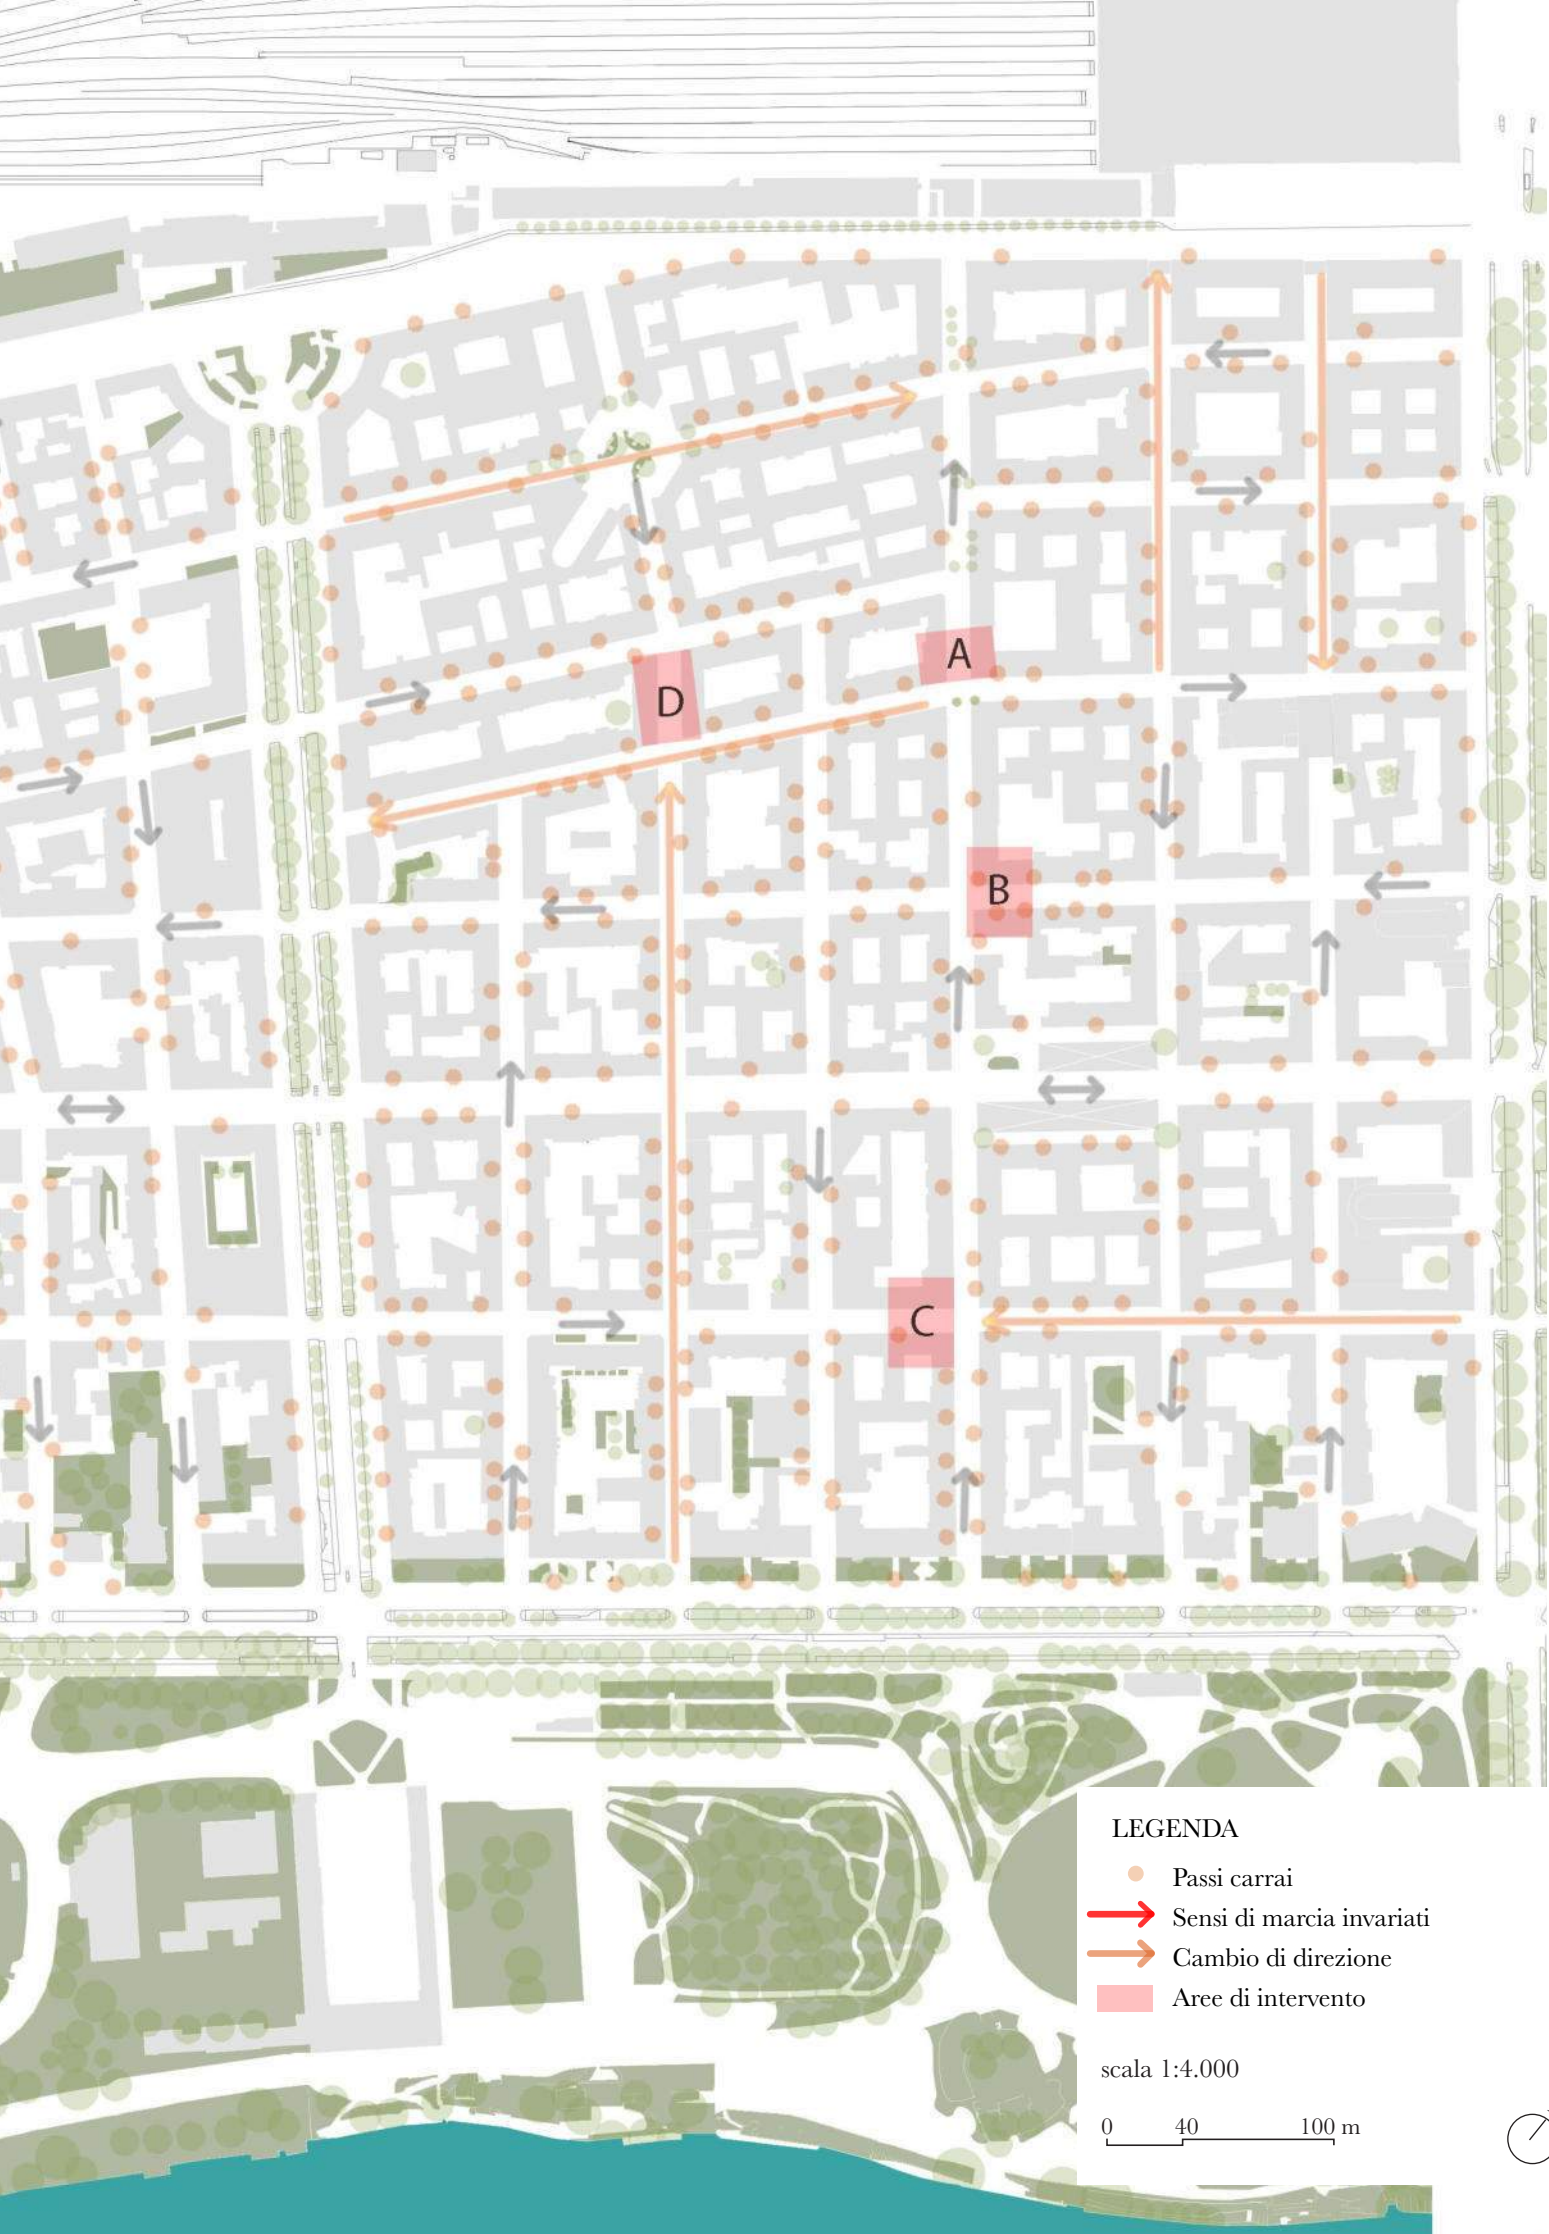 A
D
B
C
LEGENDA
Passi carrai
Sensi di marcia invariati
Cambio di direzione
Aree di intervento
scala 1:4.000
0 40 100 m